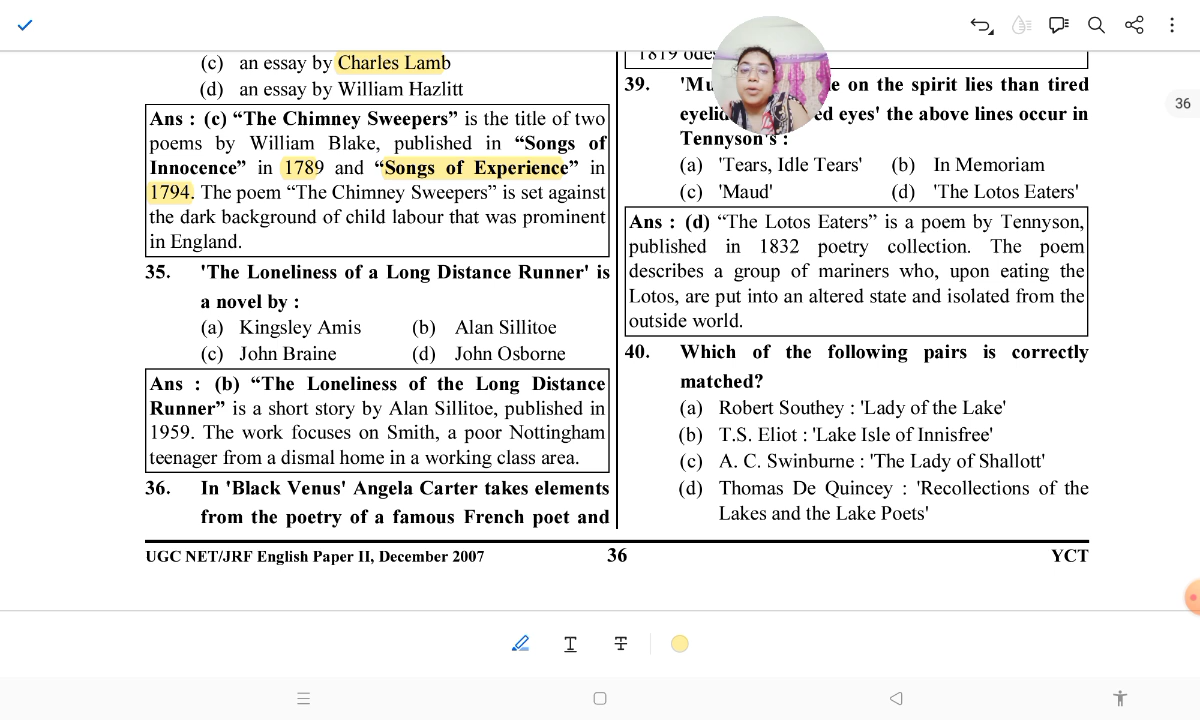 (c) an essay by Charles Lamb
(d) an essay by William Hazlitt
Ans : (c) “The Chimney Sweepers” is the title of two
poems by William Blake, published in “Songs of
Innocence” in 1789 and “Songs of Experience” in
1794. The poem “The Chimney Sweepers” is set against
the dark background of child labour that was prominent
in England.
35. 'The Loneliness of a Long Distance Runner' is
a novel by :
(a) Kingsley Amis (b) Alan Sillitoe
(c) John Braine (d) John Osborne
Ans : (b) “The Loneliness of the Long Distance
Runner” is a short story by Alan Sillitoe, published in
1959. The work focuses on Smith, a poor Nottingham
teenager from a dismal home in a working class area.
36. In 'Black Venus' Angela Carter takes elements
from the poetry of a famous French poet and
1819
39. on the spirit lies than tired
eyes' the above lines occur in
Tennyson's :
(a) 'Tears, Idle Tears' (b) In Memoriam
(c) 'Maud' (d) 'The Lotos Eaters'
Ans : (d) “The Lotos Eaters” is a poem by Tennyson,
published in 1832 poetry collection. The poem
describes a group of mariners who, upon eating the
Lotos, are put into an altered state and isolated from the
outside world.
40. Which of the following pairs is correctly
matched?
(a) Robert Southey : 'Lady of the Lake'
(b) T.S. Eliot : 'Lake Isle of Innisfree'
(c) A. C. Swinburne : 'The Lady of Shallott'
(d) Thomas De Quincey : 'Recollections of the
Lakes and the Lake Poets'
36
UGC NET/JRF English Paper II, December 2007 36 YCT